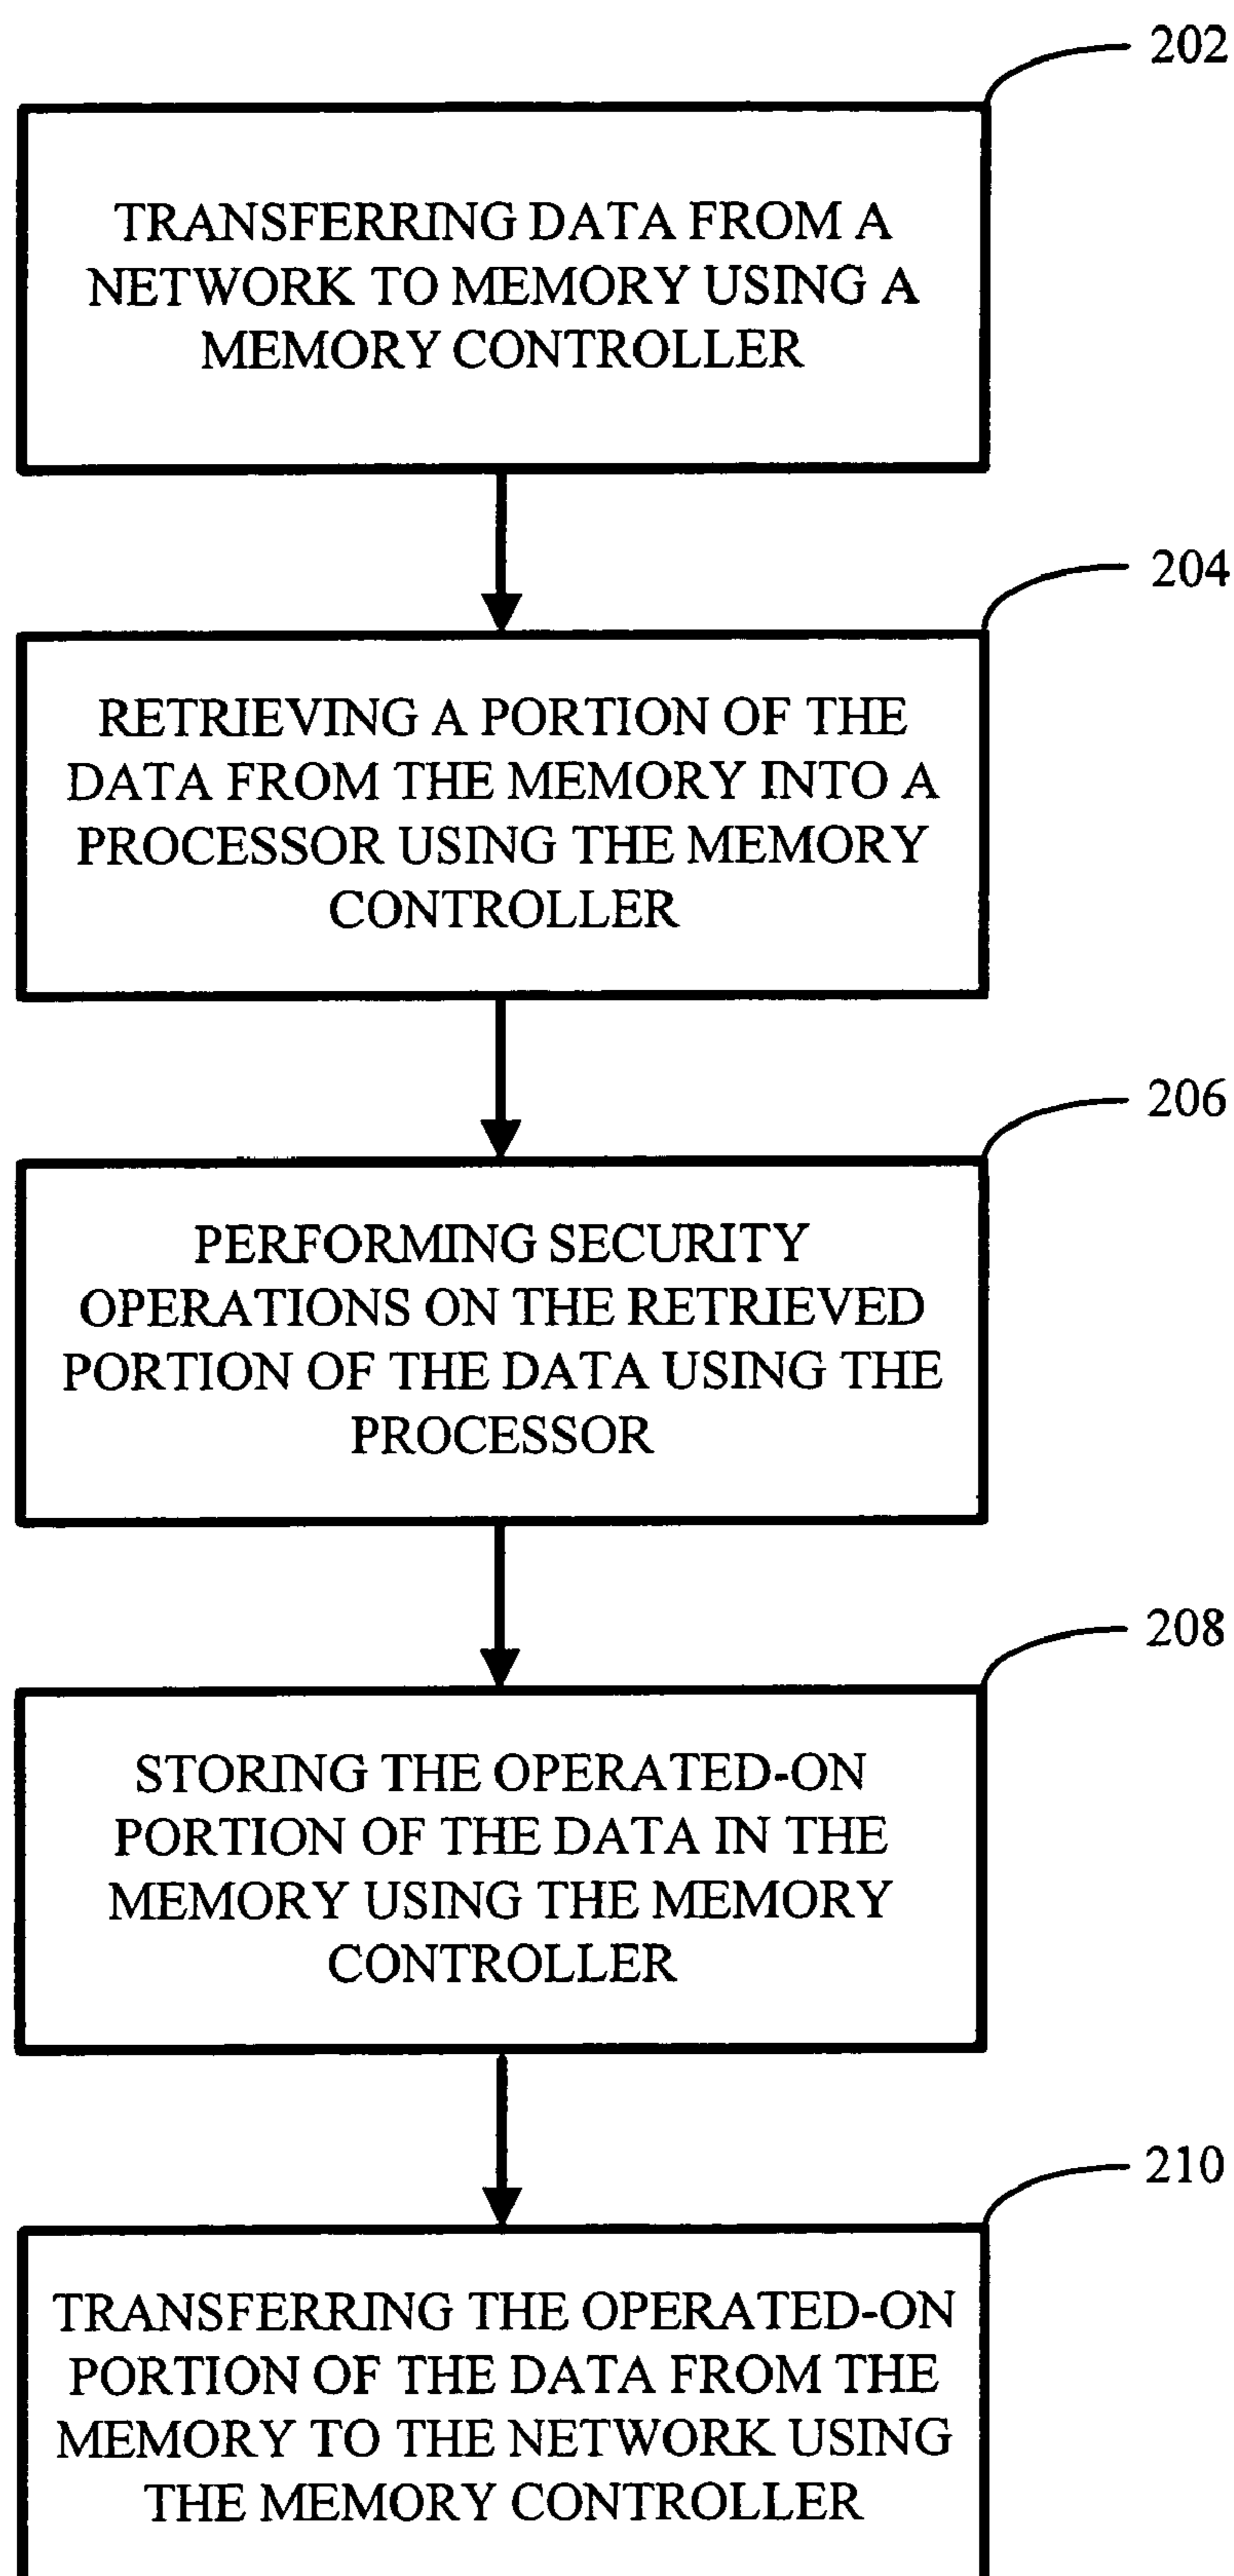 202
TRANSFERRING DATA FROM A
NETWORK TO MEMORY USING A
MEMORY CONTROLLER
204
RETRIEVING A PORTION OF THE
DATA FROM THE MEMORY INTO A
PROCESSOR USING THE MEMORY
CONTROLLER
206
PERFORMING SECURITY
OPERATIONS ON THE RETRIEVED
PORTION OF THE DATA USING THE
PROCESSOR
208
STORING THE OPERATED-ON
PORTION OF THE DATA IN THE
MEMORY USING THE MEMORY
CONTROLLER
210
TRANSFERRING THE OPERATED-ON
PORTION OF THE DATA FROM THE
MEMORY TO THE NETWORK USING
THE MEMORY CONTROLLER